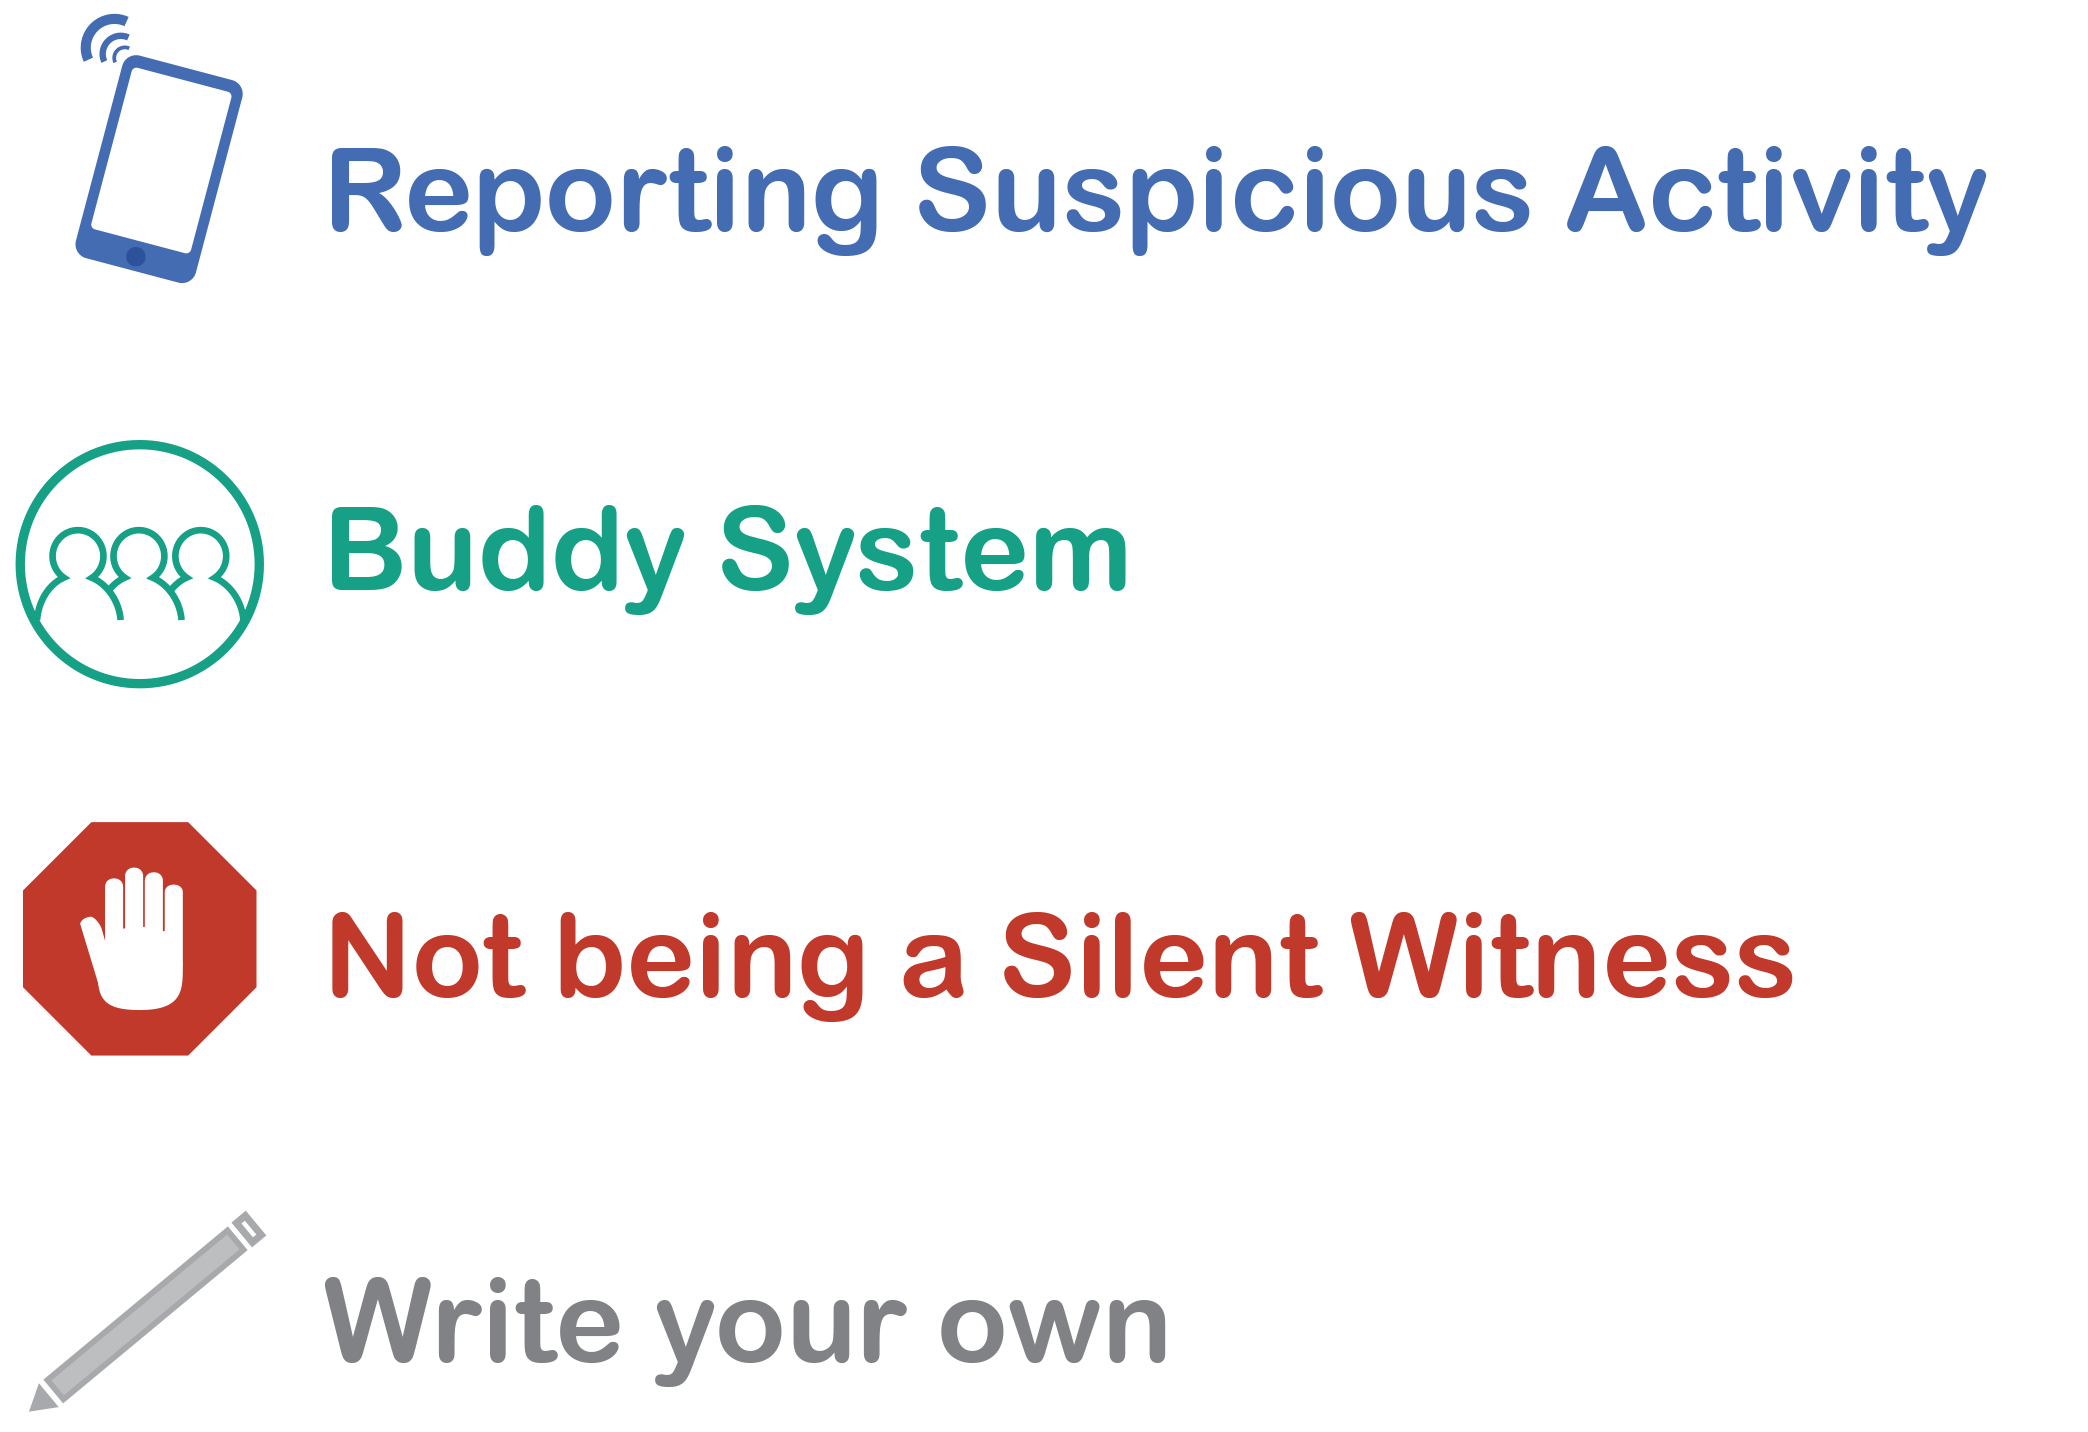 Reporting Suspicious Activity
Buddy System
Not being a Silent Witness
Write your own